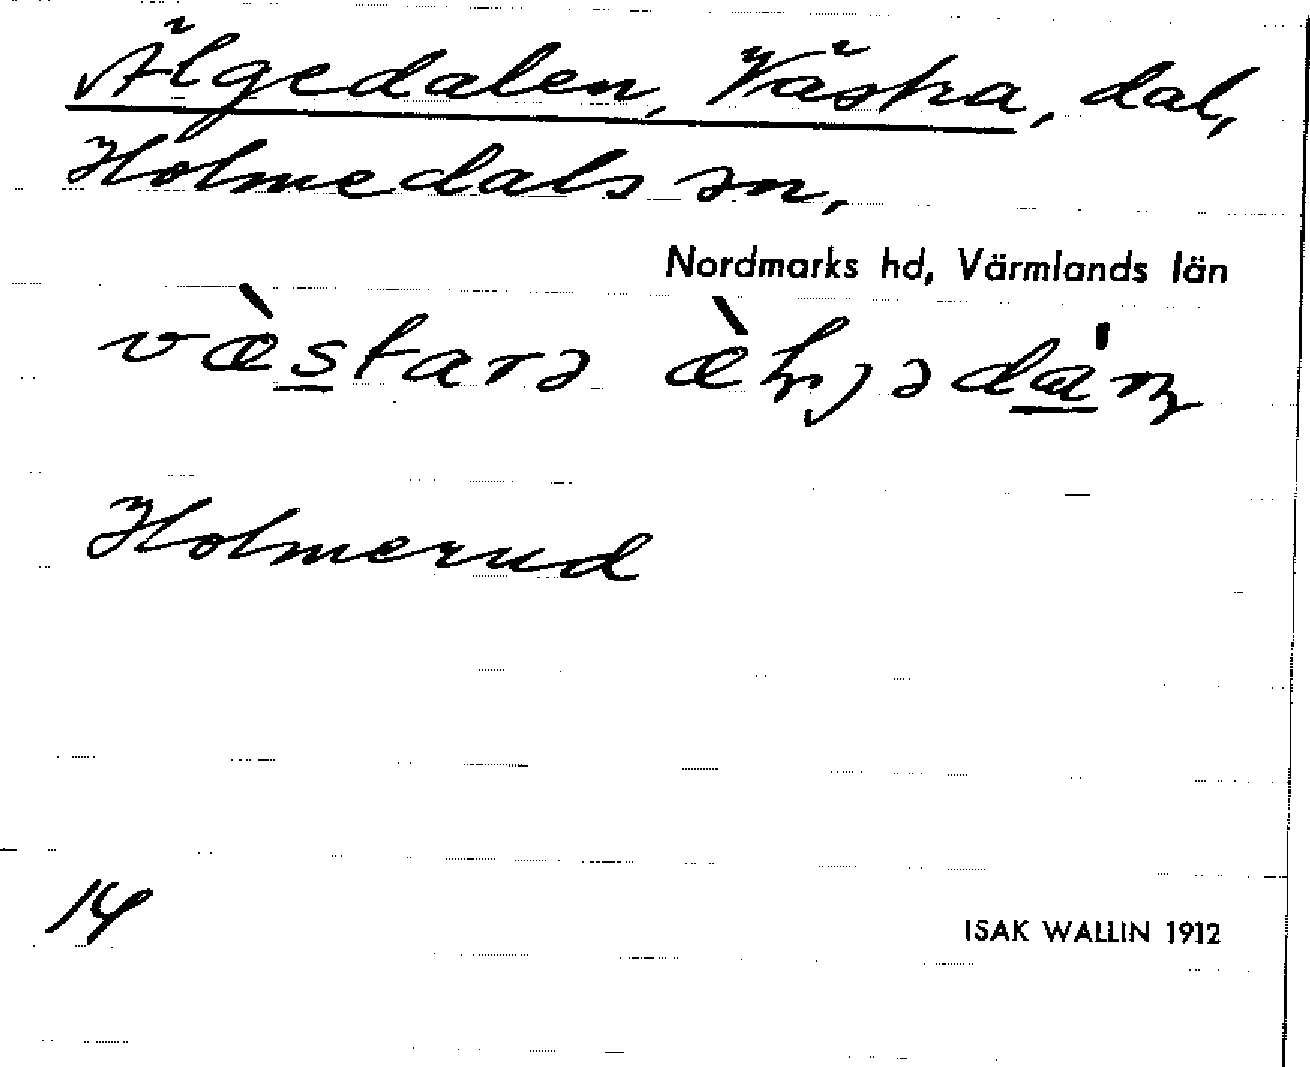 Älgedalen, Västra, dal,
Holmedals sn,
Nordmarks hd, Värmlands län
Holmerud
14
ISAK WALLIN 1912